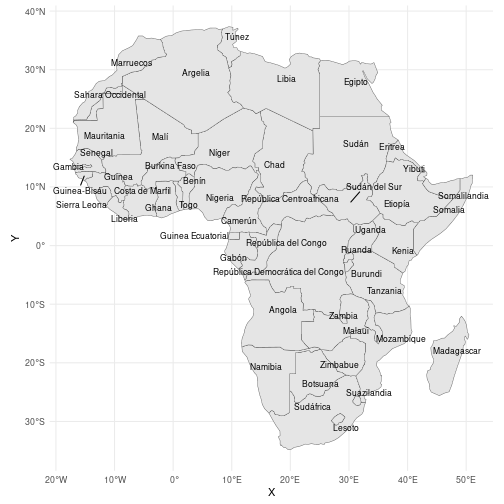 40°N
Túnez
Marruecos
30°N
Argelia
Libia
Egipto
Sahara Occidental
20°N
Mauritania
Malí
Sudán
Eritrea
Senegal
Níger
Gambia
Burkina Faso
Chad
Yibuti
Guinea
Benín
10°N
Guinea-Bisáu
Costa de Marfil
Sudán del Sur
Nigeria
República Centroafricana
Somalilandia
Sierra Leona
Ghana
Togo
Etiopía
Somalia
Liberia
Camerún
Uganda
Guinea Ecuatorial
República del Congo
0°
Ruanda
Kenia
Gabón
República Democrática del Congo
Burundi
Tanzania
10°S
Angola
Zambia
Malaui
Mozambique
Madagascar
20°S
Namibia
Zimbabue
Botsuana
Suazilandia
Sudáfrica
30°S
Lesoto
20°W
10°W
0°
10°E
20°E
30°E
40°E
50°E
X
Y